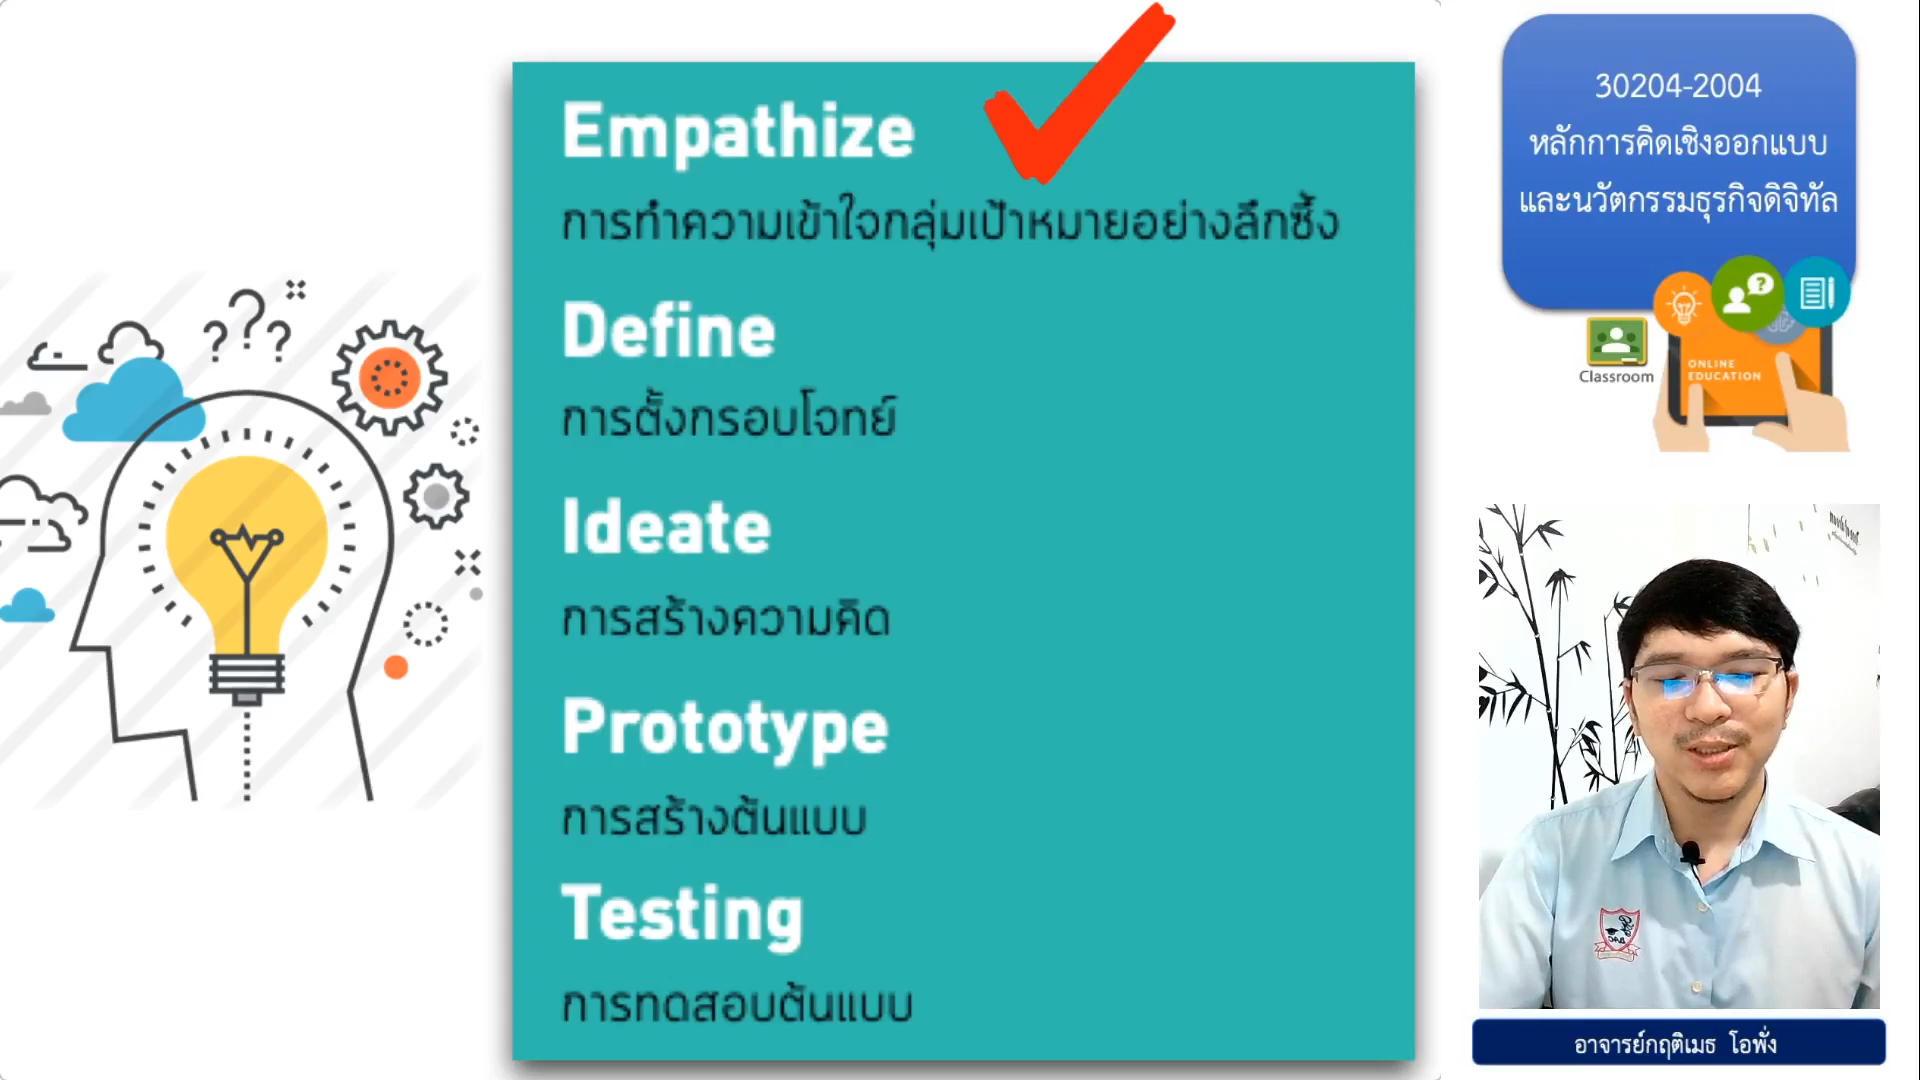 Empathize
การทำความเข้าใจกลุ่มเป้าหมายอย่างลึกซึ้ง
Define
การตั้งกรอบโจทย์
Ideate
การสร้างความคิด
Prototype
การสร้างต้นแบบ
Testing
การทดสอบต้นแบบ
30204-2004
หลักการคิดเชิงออกแบบ
และนวัตกรรมธุรกิจดิจิทัล
Classroom
ONLINE
EDUCATION
อาจารย์กฤติเมธ โอพั่ง